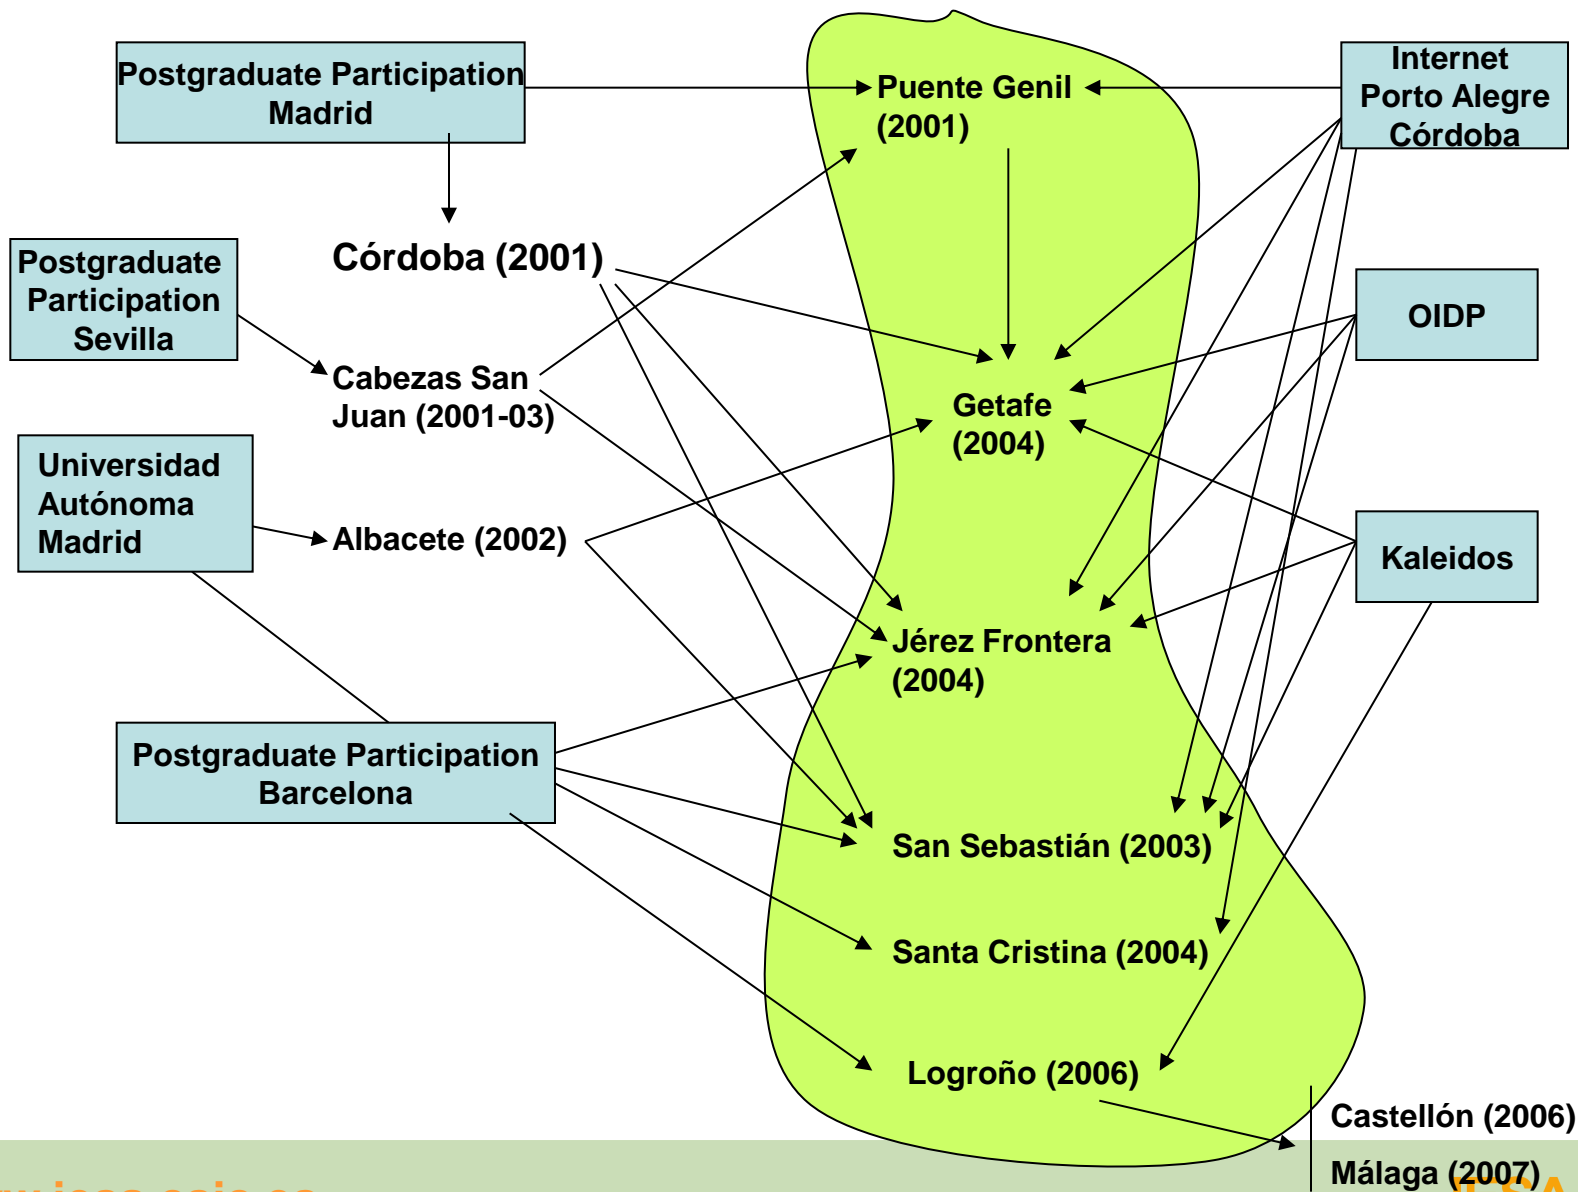 Postgraduate Participation
Madrid
Puente Genil
(2001)
Internet
Porto Alegre
Córdoba
Postgraduate
Participation
Sevilla
Córdoba (2001)
OIDP
Cabezas San
Juan (2001-03)
Getafe
(2004)
Universidad
Autónoma
Madrid
Albacete (2002)
Kaleidos
Jérez Frontera
(2004)
Postgraduate Participation
Barcelona
San Sebastián (2003)
Santa Cristina (2004)
Logroño (2006)
Castellón (2006)
Málaga (2007)